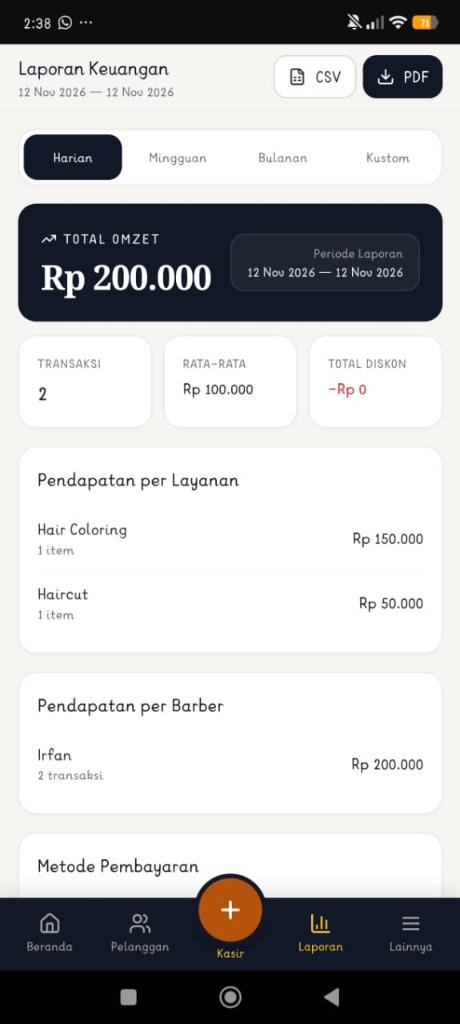 2:38
71
Laporan Keuangan
12 Nov 2026 — 12 Nov 2026
CSV
PDF
Harian
Mingguan
Bulanan
Kustom
TOTAL OMZET
Rp 200.000
Periode Laporan
12 Nov 2026 — 12 Nov 2026
TRANSAKSI
2
RATA-RATA
Rp 100.000
TOTAL DISKON
-Rp 0
Pendapatan per Layanan
Hair Coloring
1 item
Rp 150.000
Haircut
1 item
Rp 50.000
Pendapatan per Barber
Irfan
2 transaksi
Rp 200.000
Metode Pembayaran
Beranda
Pelanggan
Kasir
Laporan
Lainnya